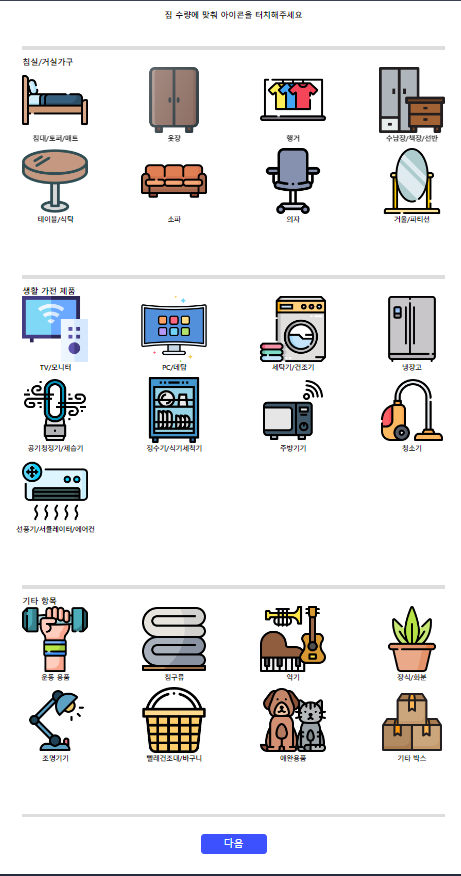 짐 수량에 맞춰 아이콘을 터치해주세요
침실/거실가구
침대/토퍼/매트
옷장
행거
수납장/책장/선반
테이블/식탁
소파
의자
거울/파티션
생활 가전 제품
TV/모니터
PC/데탑
세탁기/건조기
냉장고
공기청정기/제습기
정수기/식기세척기
주방기기
청소기
선풍기/서큘레이터/에어컨
기타 항목
운동 용품
침구류
악기
장식/화분
조명기기
빨래건조대/바구니
애완용품
기타 박스
다음